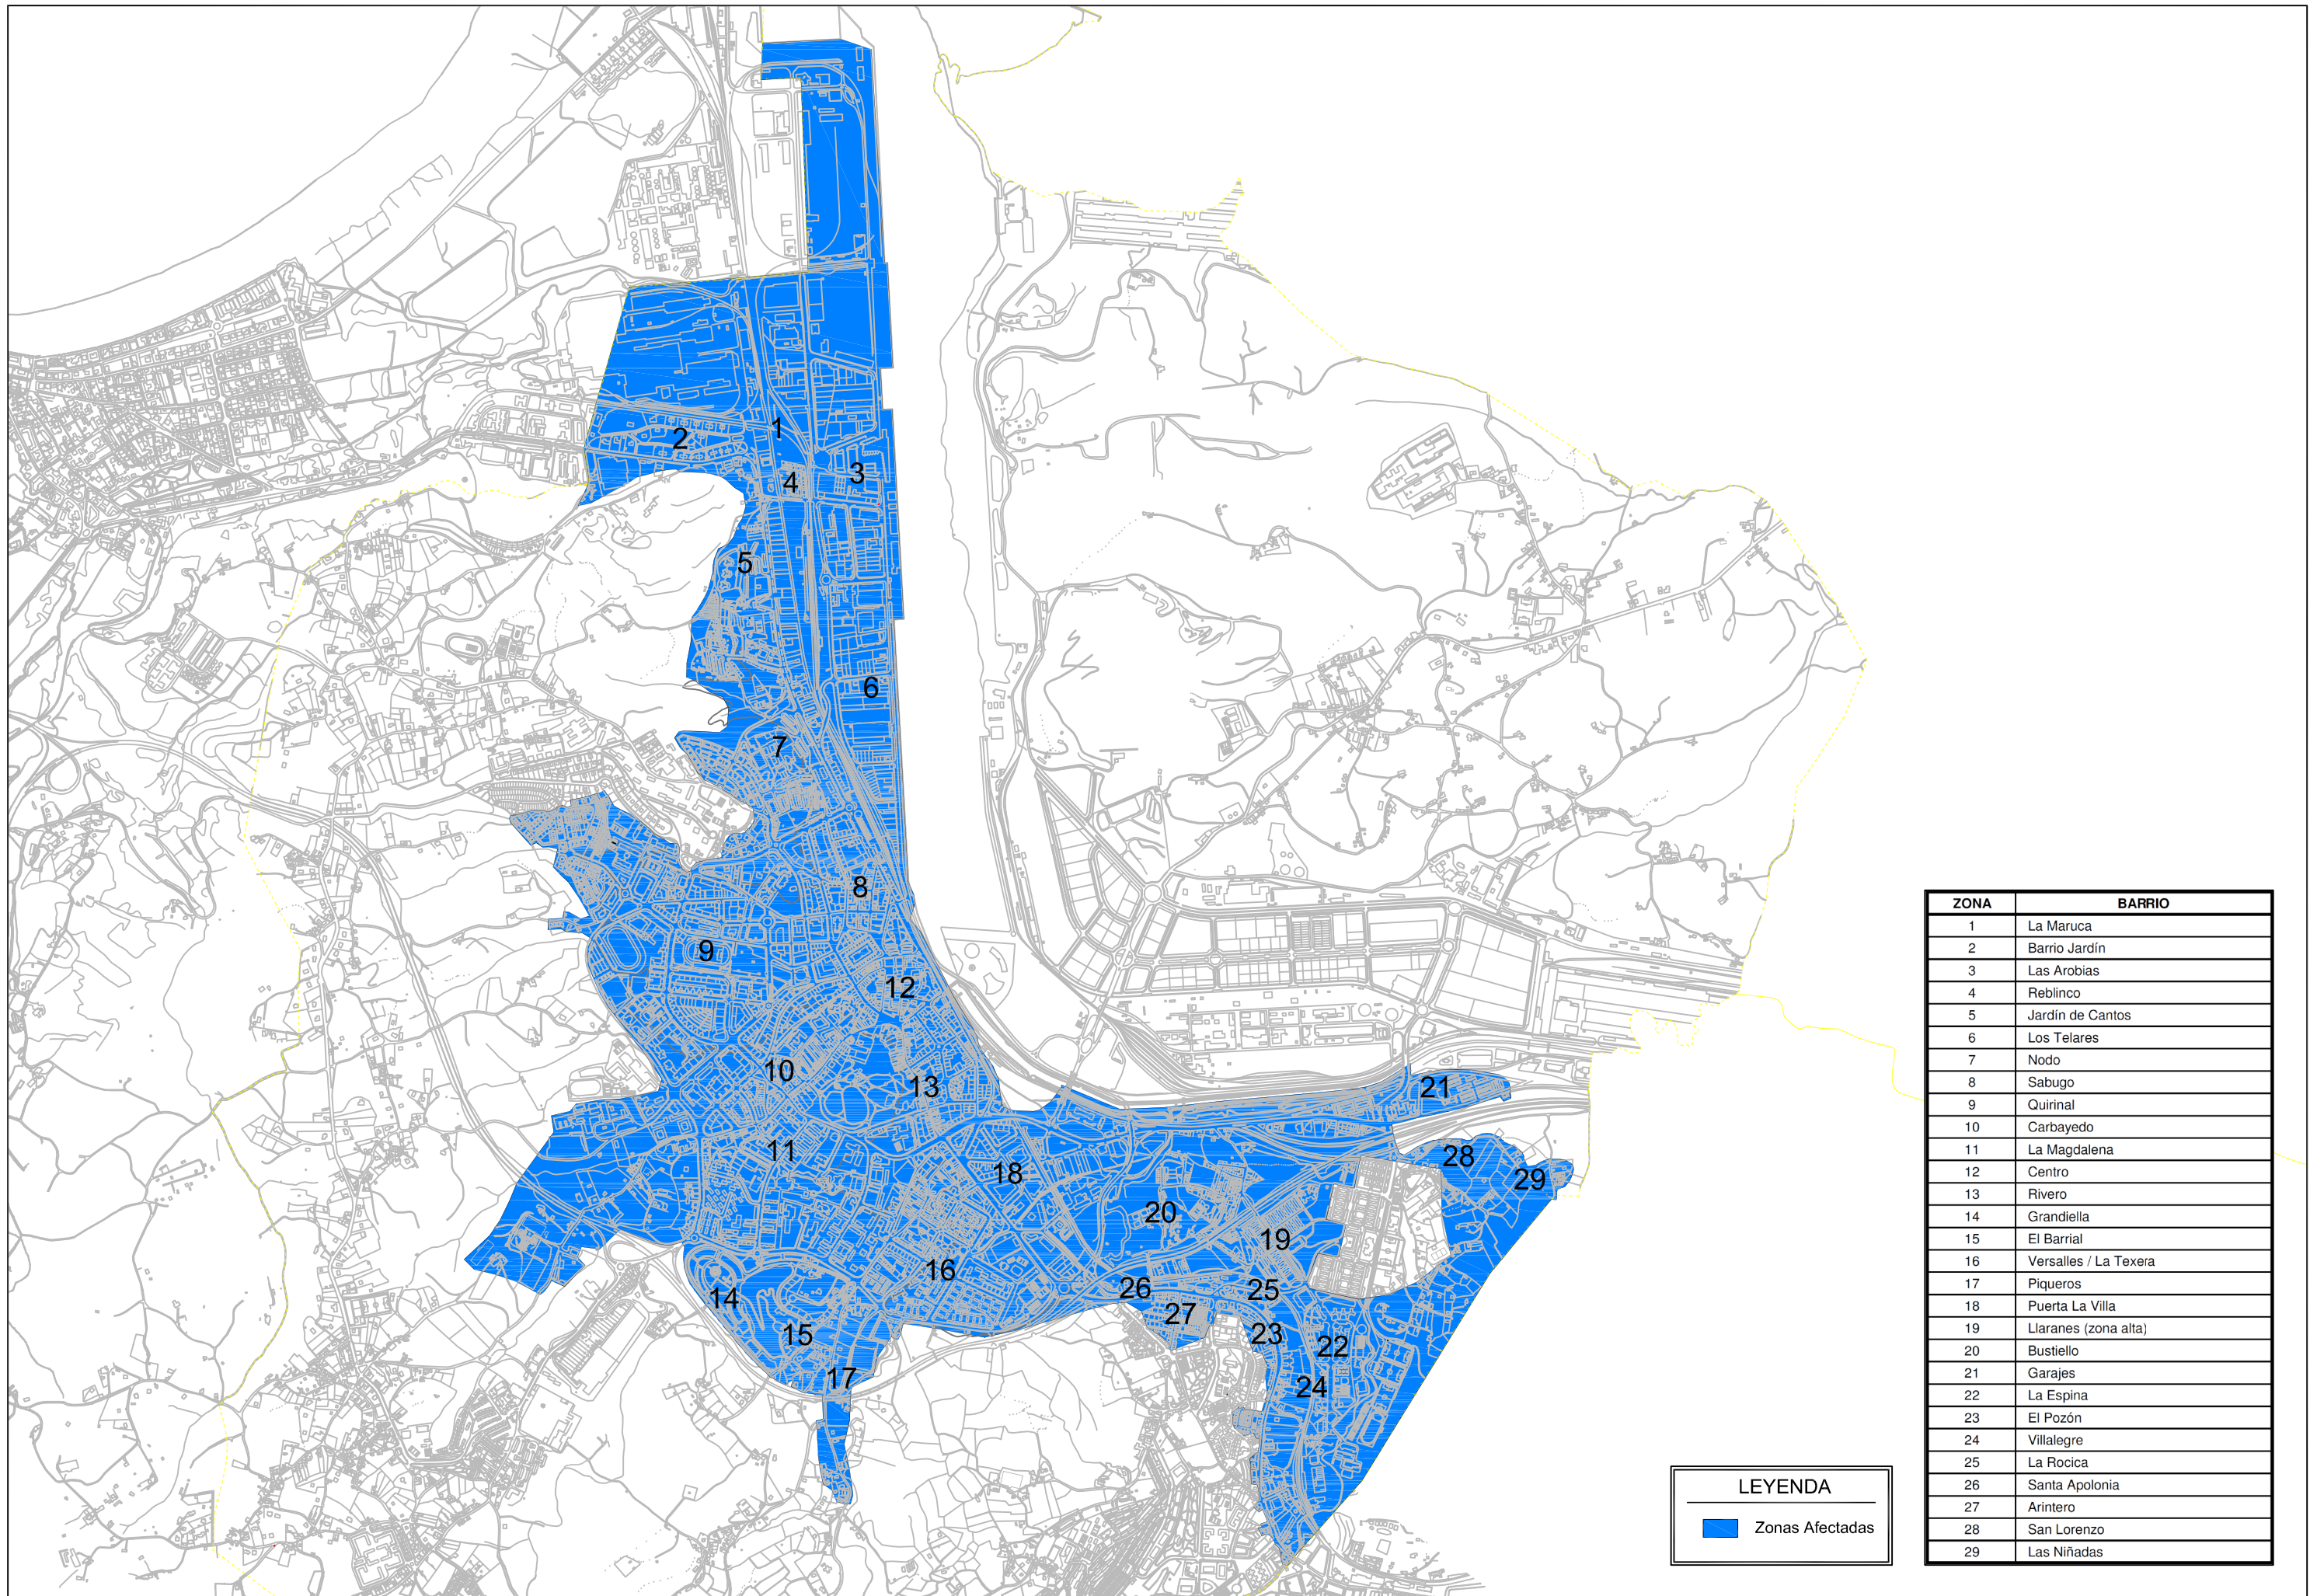 1
2
3
4
5
6
7
8
9
12
10
13
21
11
28
18
29
20
19
16
26
25
14
27
15
23
22
17
24
ZONA BARRIO
1 La Maruca
2 Barrio Jardín
3 Las Arobias
4 Reblinco
5 Jardín de Cantos
6 Los Telares
7 Nodo
8 Sabugo
9 Quirinal
10 Carbayedo
11 La Magdalena
12 Centro
13 Rivero
14 Grandiella
15 El Barrial
16 Versalles / La Texera
17 Piqueros
18 Puerta La Villa
19 Llaranes (zona alta)
20 Bustiello
21 Garajes
22 La Espina
23 El Pozón
24 Villalegre
25 La Rocica
26 Santa Apolonia
27 Arintero
28 San Lorenzo
29 Las Niñadas
LEYENDA
Zonas Afectadas